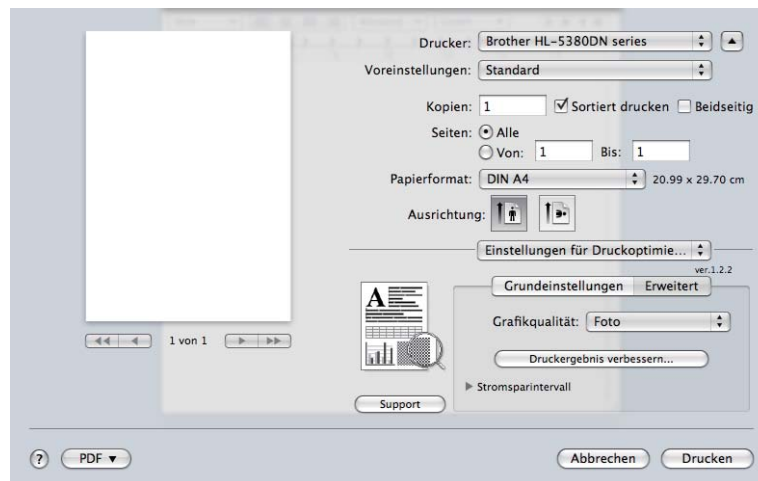 Drucker: Brother HL-5380DN series
Voreinstellungen: Standard
Kopien: 1 Sortiert drucken Beidseitig
Seiten: Alle
Von: 1 Bis: 1
Papierformat: DIN A4 20.99 x 29.70 cm
Ausrichtung:
Einstellungen für Druckoptimie...
ver.1.2.2
Grundeinstellungen Erweitert
A
Grafikqualität: Foto
1 von 1
Druckergebnis verbessern...
Stromsparintervall
Support
? PDF Abbrechen Drucken